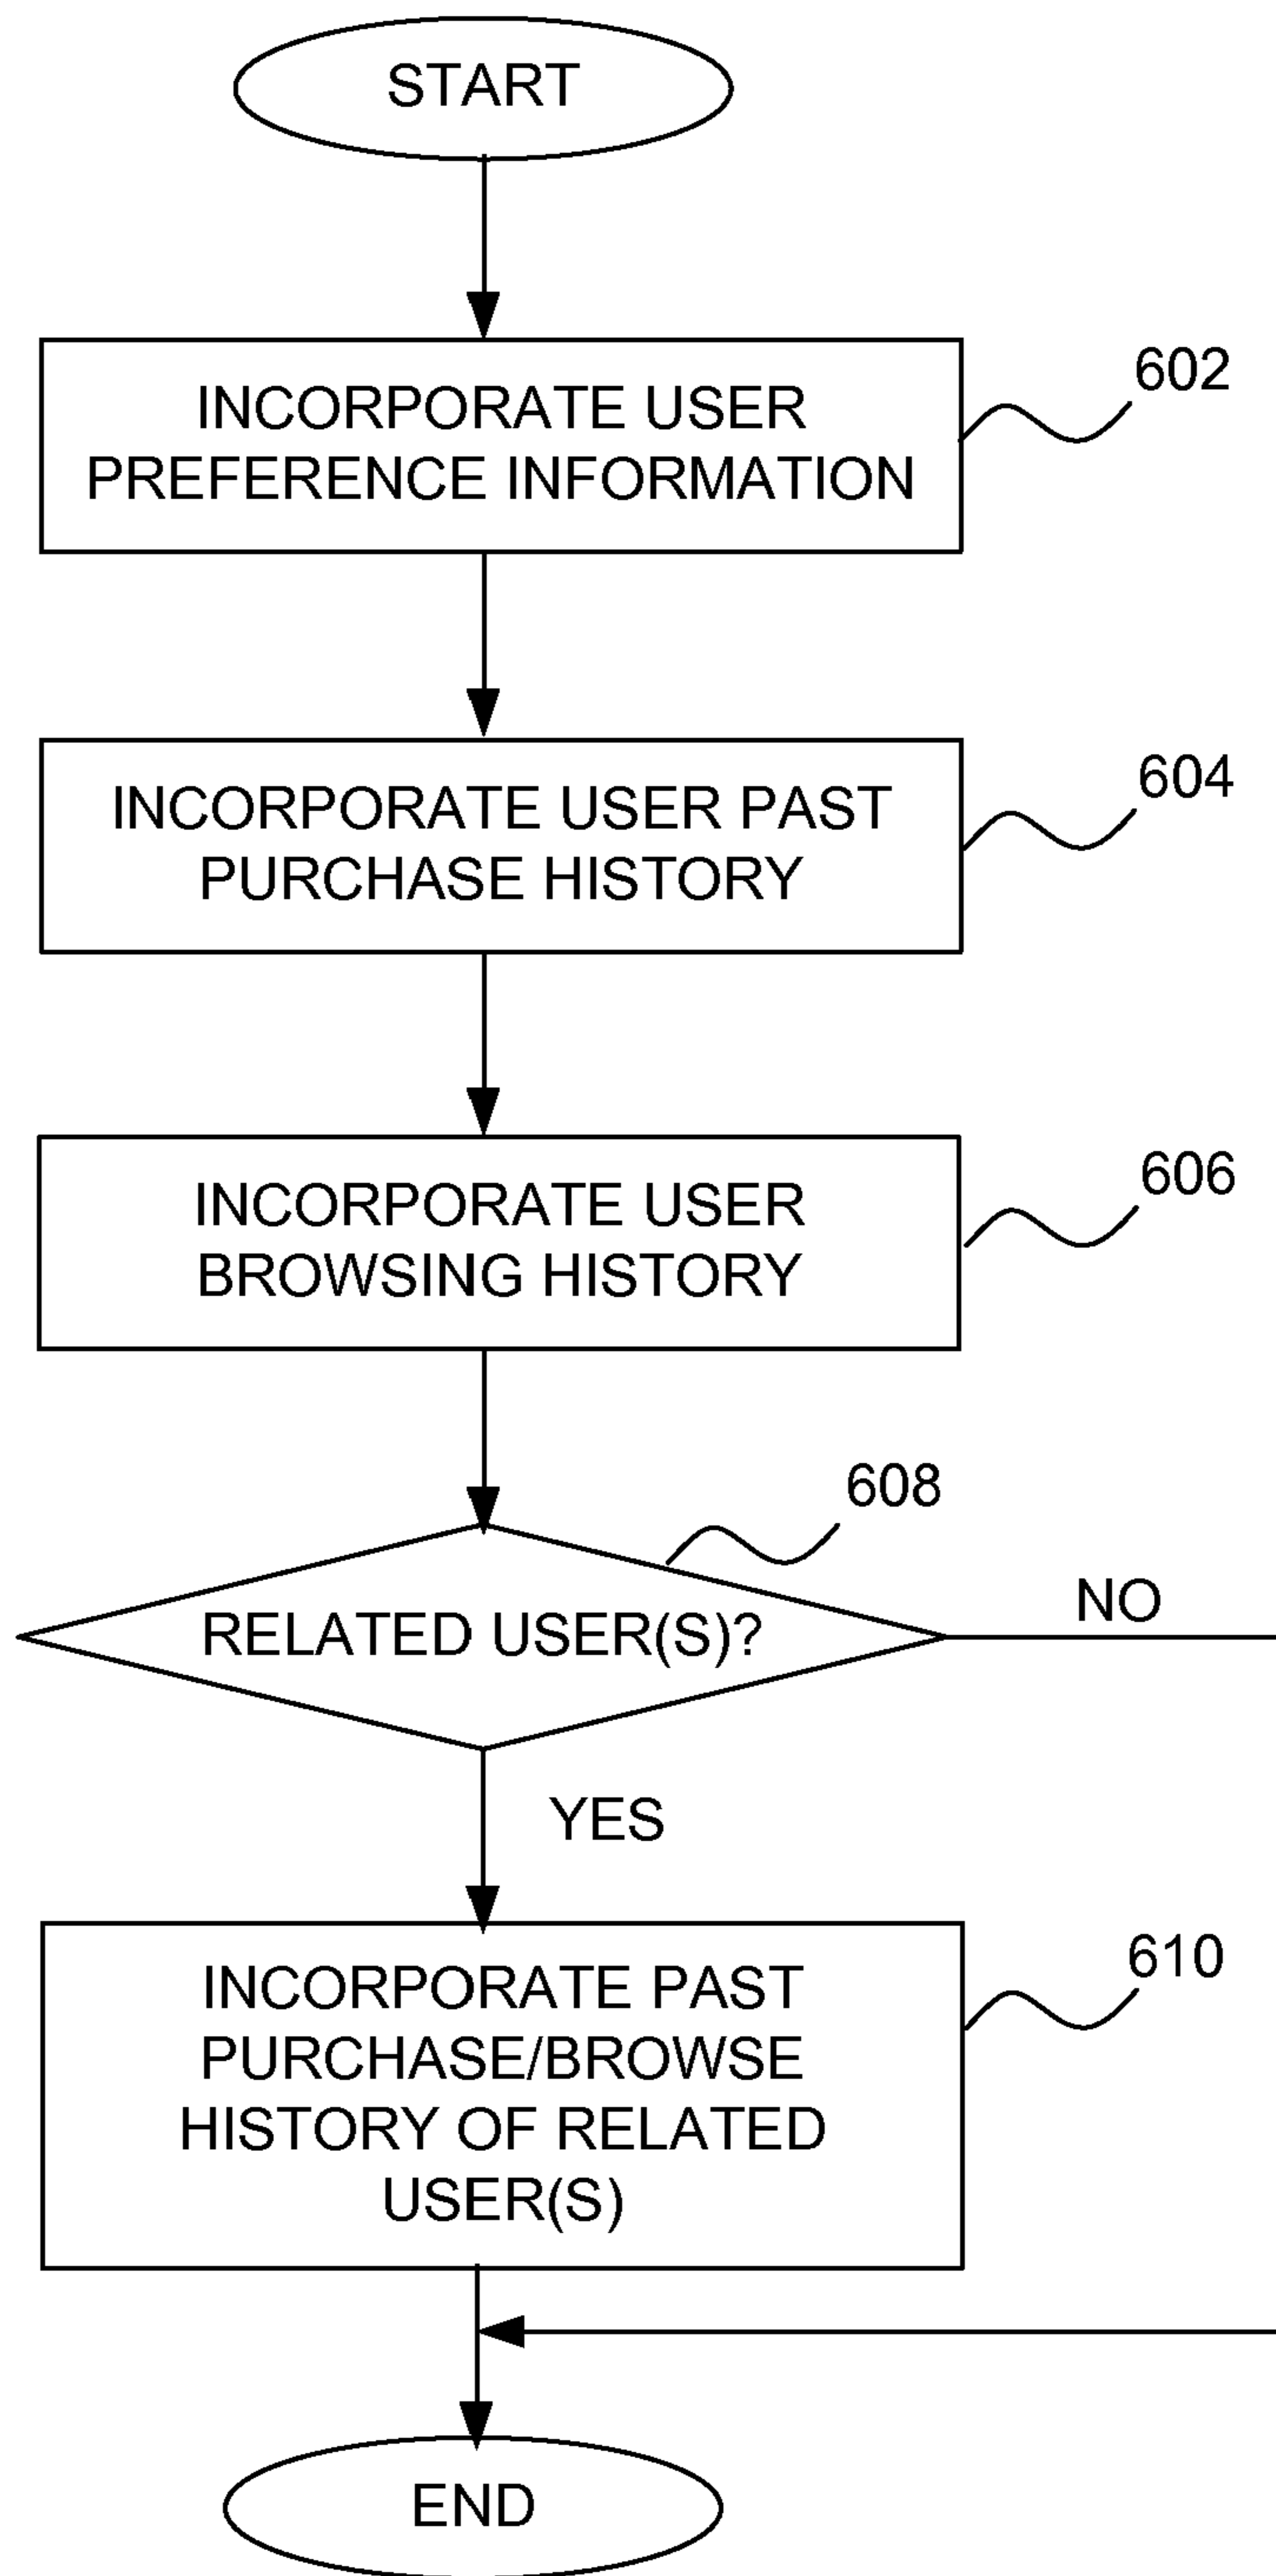 START
602
INCORPORATE USER
PREFERENCE INFORMATION
604
INCORPORATE USER PAST
PURCHASE HISTORY
606
INCORPORATE USER
BROWSING HISTORY
608
RELATED USER(S)?
NO
YES
610
INCORPORATE PAST
PURCHASE/BROWSE
HISTORY OF RELATED
USER(S)
END